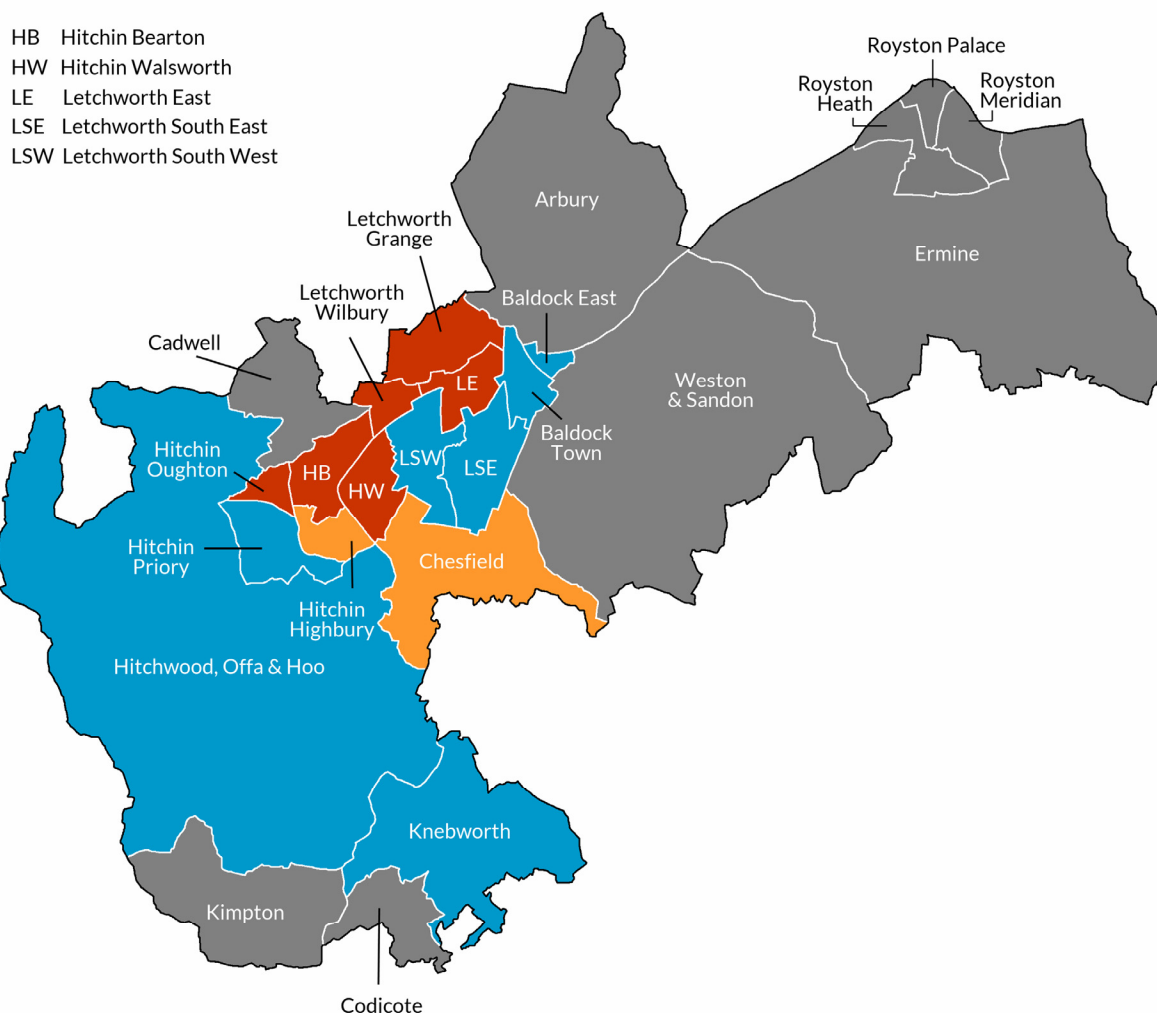 HB Hitchin Bearton
HW Hitchin Walsworth
LE Letchworth East
LSE Letchworth South East
LSW Letchworth South West
Royston Palace
Royston
Heath
Royston
Meridian
Arbury
Letchworth
Grange
Ermine
Letchworth
Wilbury
Baldock East
Cadwell
LE
Weston
& Sandon
Baldock
Town
Hitchin
Oughton
HB
HW
LSW
LSE
Hitchin
Priory
Chesfield
Hitchin
Highbury
Hitchwood, Offa & Hoo
Knebworth
Kimpton
Codicote